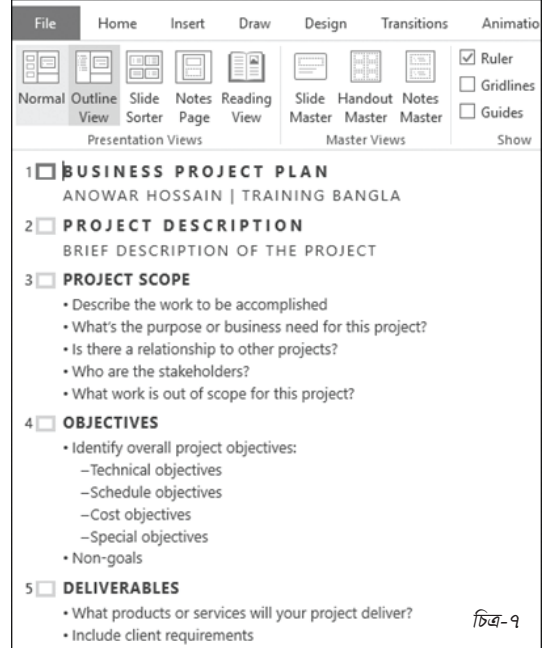 File Home Insert Draw Design Transitions Animatio
Normal Outline View Slide Sorter Notes Page Reading View Slide Master Handout Master Notes Master
Ruler
Gridlines
Guides
Presentation Views Master Views Show
1 BUSINESS PROJECT PLAN
ANOWAR HOSSAIN | TRAINING BANGLA
2 PROJECT DESCRIPTION
BRIEF DESCRIPTION OF THE PROJECT
3 PROJECT SCOPE
• Describe the work to be accomplished
• What's the purpose or business need for this project?
• Is there a relationship to other projects?
• Who are the stakeholders?
• What work is out of scope for this project?
4 OBJECTIVES
• Identify overall project objectives:
–Technical objectives
–Schedule objectives
–Cost objectives
–Special objectives
• Non-goals
5 DELIVERABLES
• What products or services will your project deliver?
• Include client requirements
চিত্র-৭